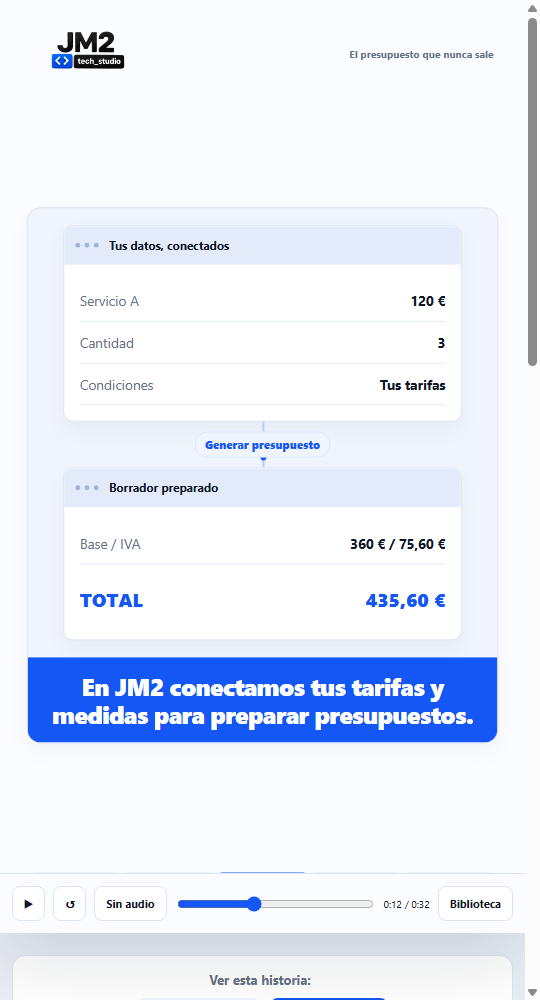 JM2
<> tech_studio
El presupuesto que nunca sale
Tus datos, conectados
Servicio A 120 €
Cantidad 3
Condiciones Tus tarifas
Generar presupuesto
Borrador preparado
Base / IVA 360 € / 75,60 €
TOTAL 435,60 €
En JM2 conectamos tus tarifas y
medidas para preparar presupuestos.
Sin audio 0:12 / 0:32 Biblioteca
Ver esta historia: